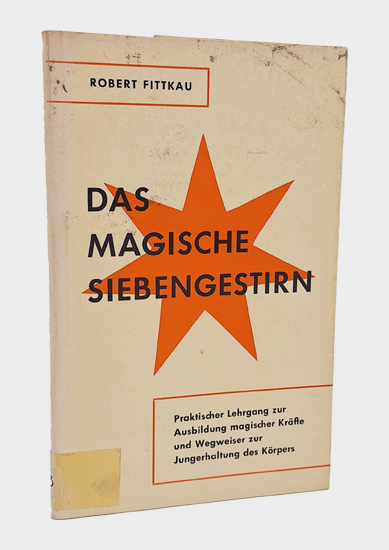 ROBERT FITTKAU
DAS
MAGISCHE
SIEBENGESTIRN
Praktischer Lehrgang zur
Ausbildung magischer Kräfte
und Wegweiser zur
Jungerhaltung des Körpers